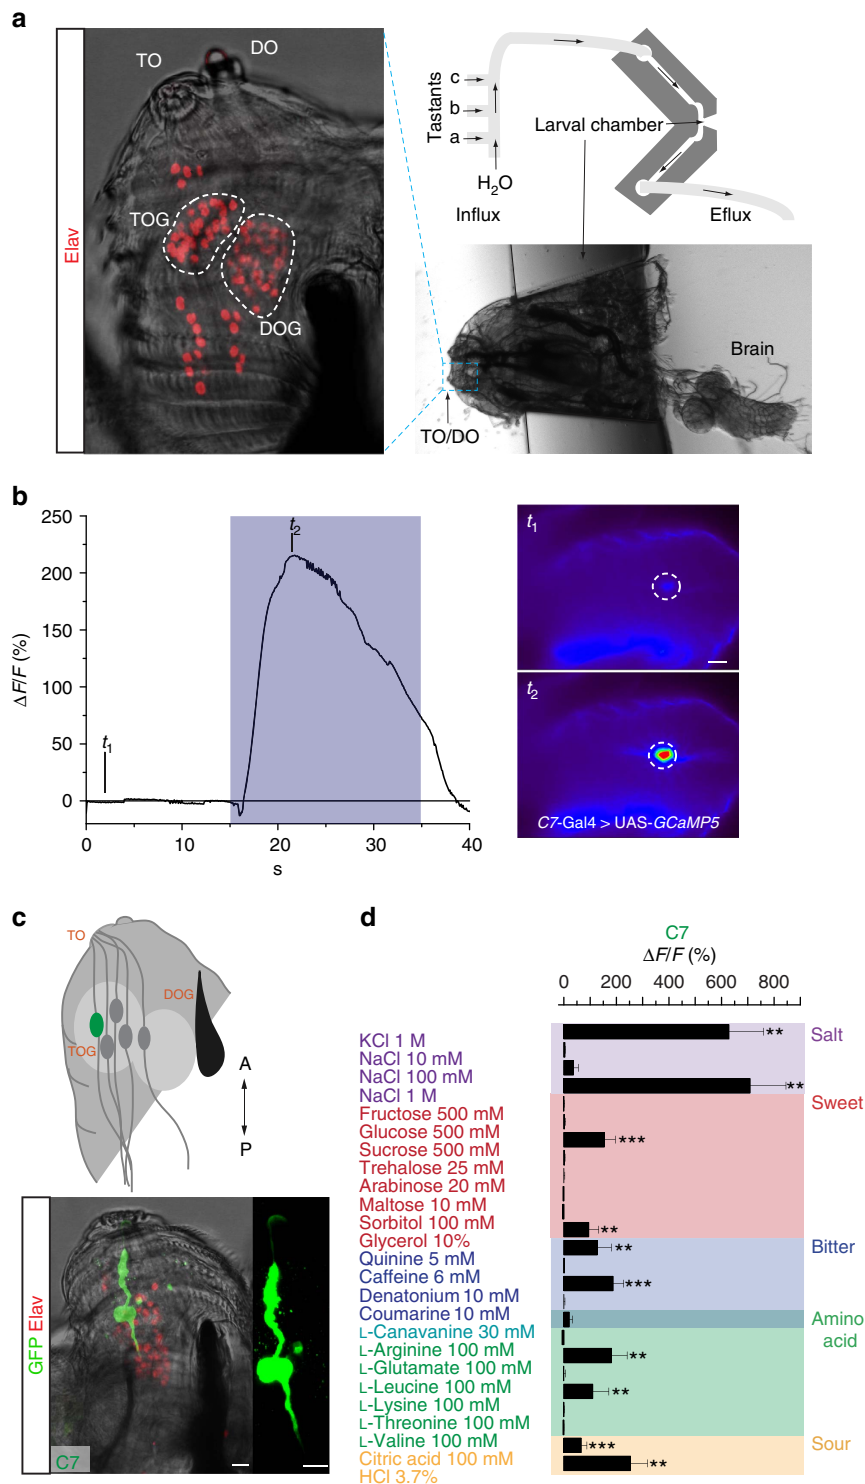 a
TO
DO
TOG
DOG
Elav
Tastants
c
b
a
H2O
Influx
Larval chamber
Eflux
Brain
TO/DO
b
ΔF/F (%)
250
200
150
100
50
0
t1
t2
0
10
20
30
40
s
t1
t2
C7-Gal4 > UAS-GCaMP5
c
TO
DOG
TOG
A
P
GFP Elav
C7
d
C7
ΔF/F (%)
0 200 400 600 800
KCl 1 M
NaCl 10 mM
NaCl 100 mM
NaCl 1 M
Fructose 500 mM
Glucose 500 mM
Sucrose 500 mM
Trehalose 25 mM
Arabinose 20 mM
Maltose 10 mM
Sorbitol 100 mM
Glycerol 10%
Quinine 5 mM
Caffeine 6 mM
Denatonium 10 mM
Coumarine 10 mM
L-Canavanine 30 mM
L-Arginine 100 mM
L-Glutamate 100 mM
L-Leucine 100 mM
L-Lysine 100 mM
L-Threonine 100 mM
L-Valine 100 mM
Citric acid 100 mM
HCl 3.7%
**
**
***
**
**
***
**
**
***
**
Salt
Sweet
Bitter
Amino
acid
Sour